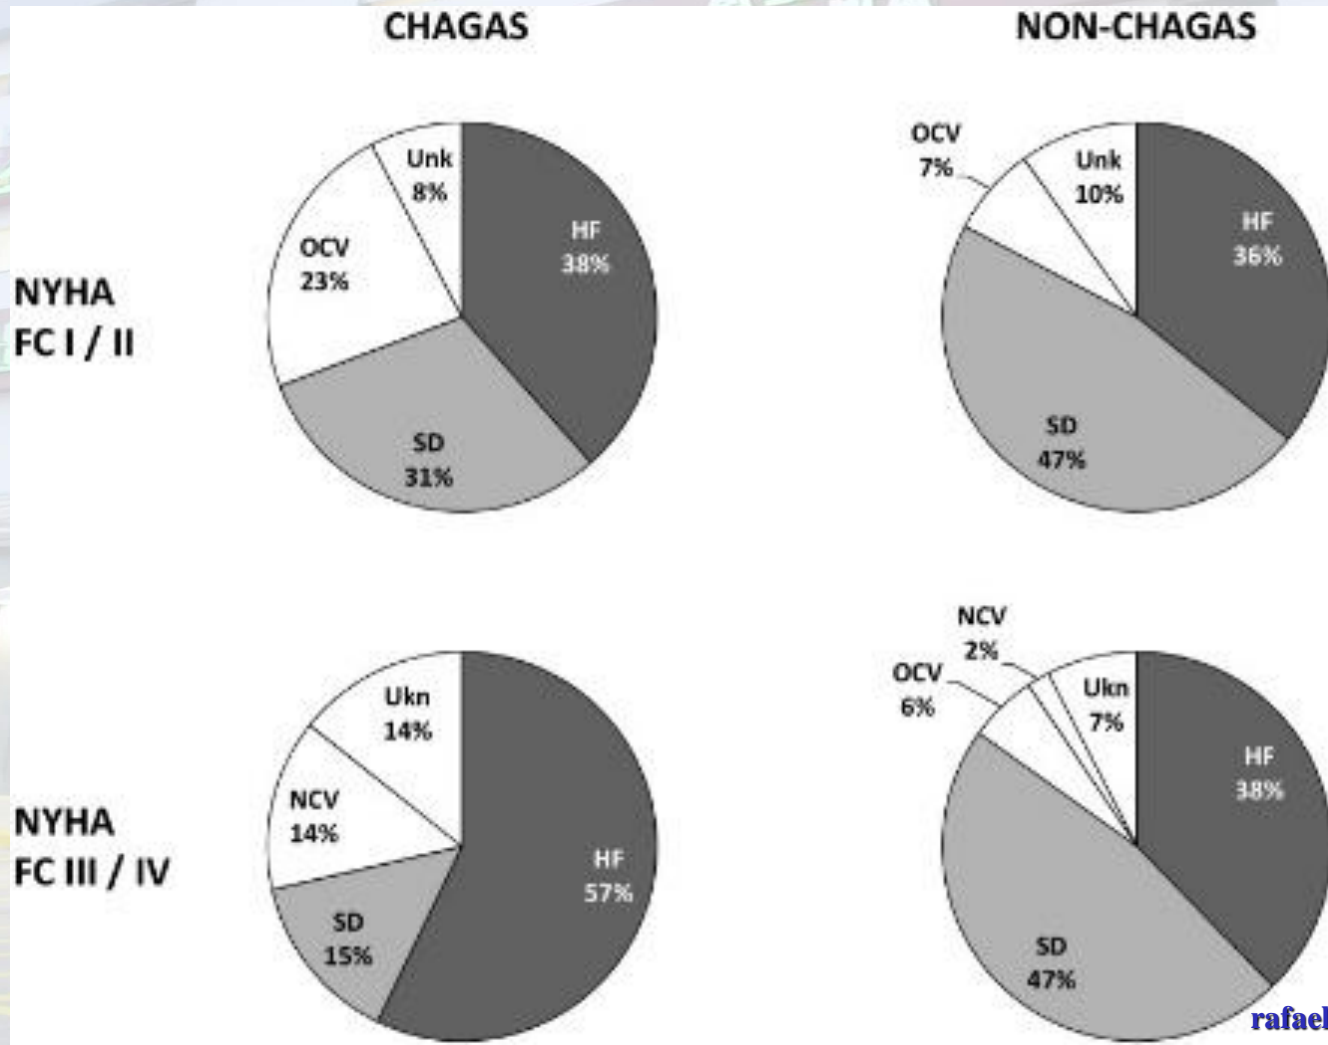 CHAGAS
NON-CHAGAS
NYHA
FC I / II
Unk
8%
HF
38%
OCV
23%
SD
31%
OCV
7%
Unk
10%
HF
36%
SD
47%
NYHA
FC III / IV
Ukn
14%
NCV
14%
HF
57%
SD
15%
NCV
2%
OCV
6%
Ukn
7%
HF
38%
SD
47%
rafael